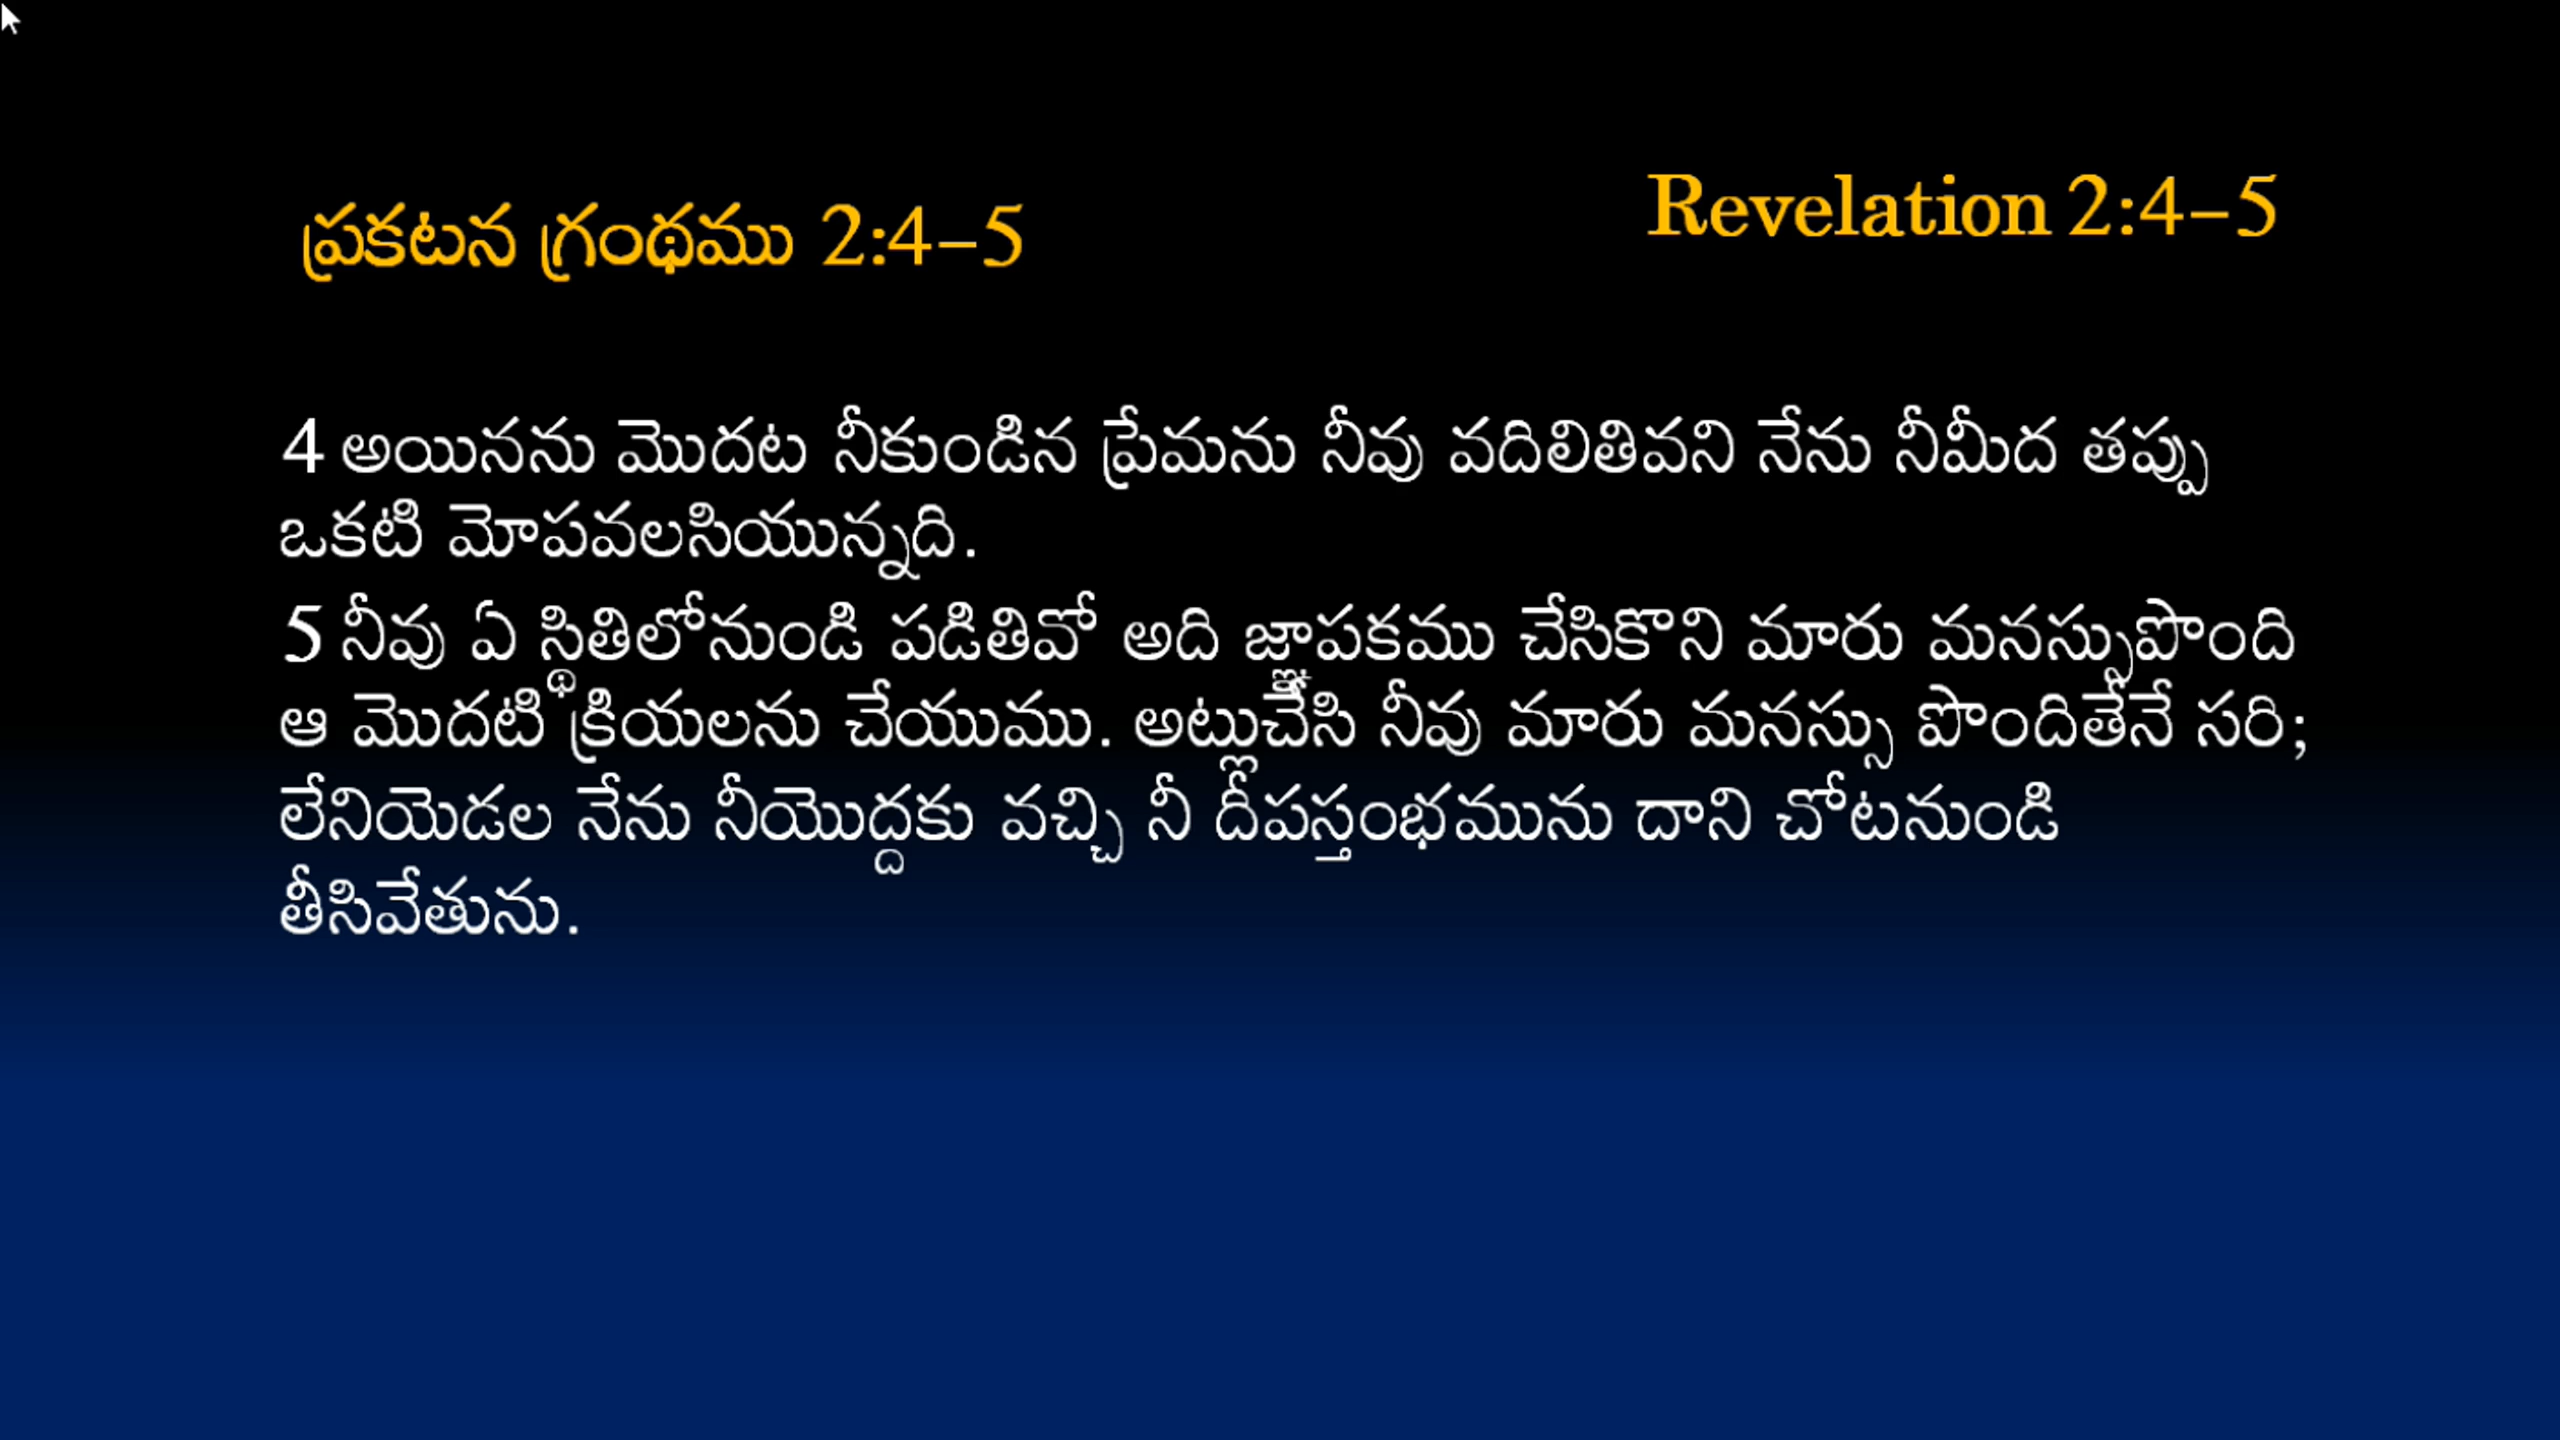 ప్రకటన గ్రంథము 2:4–5
Revelation 2:4–5
4 అయినను మొదట నీకుండిన ప్రేమను నీవు వదిలితివని నేను నీమీద తప్పు
ఒకటి మోపవలసియున్నది.
5 నీవు ఏ స్థితిలోనుండి పడితివో అది జ్ఞాపకము చేసికొని మారు మనస్సుపొంది
ఆ మొదటి క్రియలను చేయుము. అట్లుచేసి నీవు మారు మనస్సు పొందితేనే సరి;
లేనియెడల నేను నీయొద్దకు వచ్చి నీ దీపస్తంభమును దాని చోటనుండి
తీసివేతును.